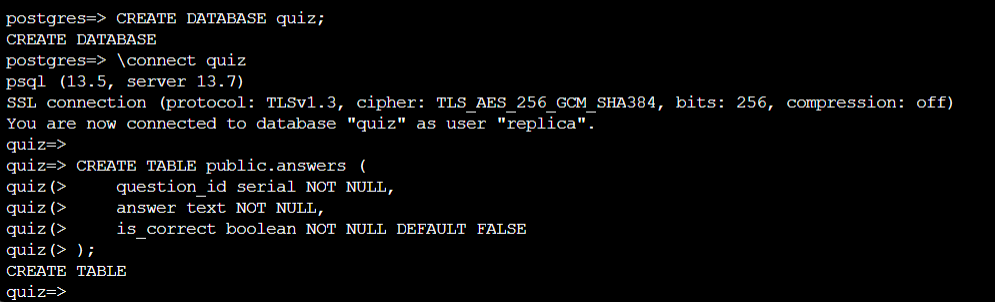 postgres=> CREATE DATABASE quiz;
CREATE DATABASE
postgres=> \connect quiz
psql (13.5, server 13.7)
SSL connection (protocol: TLSv1.3, cipher: TLS_AES_256_GCM_SHA384, bits: 256, compression: off)
You are now connected to database "quiz" as user "replica".
quiz=>
quiz=> CREATE TABLE public.answers (
quiz(>     question_id serial NOT NULL,
quiz(>     answer text NOT NULL,
quiz(>     is_correct boolean NOT NULL DEFAULT FALSE
quiz(> );
CREATE TABLE
quiz=>